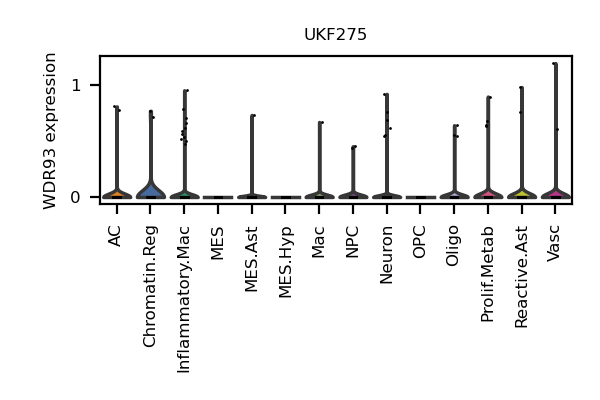 UKF275
WDR93 expression
1
0
AC
Chromatin.Reg
Inflammatory.Mac
MES
MES.Ast
MES.Hyp
Mac
NPC
Neuron
OPC
Oligo
Prolif.Metab
Reactive.Ast
Vasc